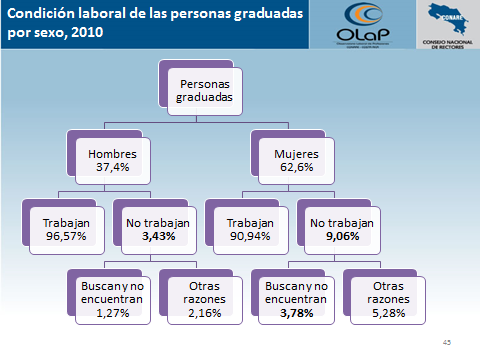 Condición laboral de las personas graduadas
por sexo, 2010
OLaP
CONARE
CONSEJO NACIONAL
DE RECTORES
Personas
graduadas
Hombres
37,4%
Mujeres
62,6%
Trabajan
96,57%
No trabajan
3,43%
Trabajan
90,94%
No trabajan
9,06%
Buscan y no
encuentran
1,27%
Otras
razones
2,16%
Buscan y no
encuentran
3,78%
Otras
razones
5,28%
45